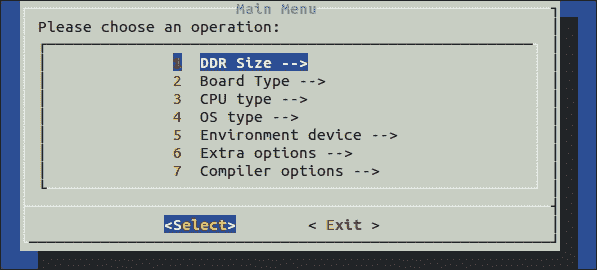 Main Menu
Please choose an operation:
1 DDR Size -->
2 Board Type -->
3 CPU type -->
4 OS type -->
5 Environment device -->
6 Extra options -->
7 Compiler options -->
<Select> < Exit >